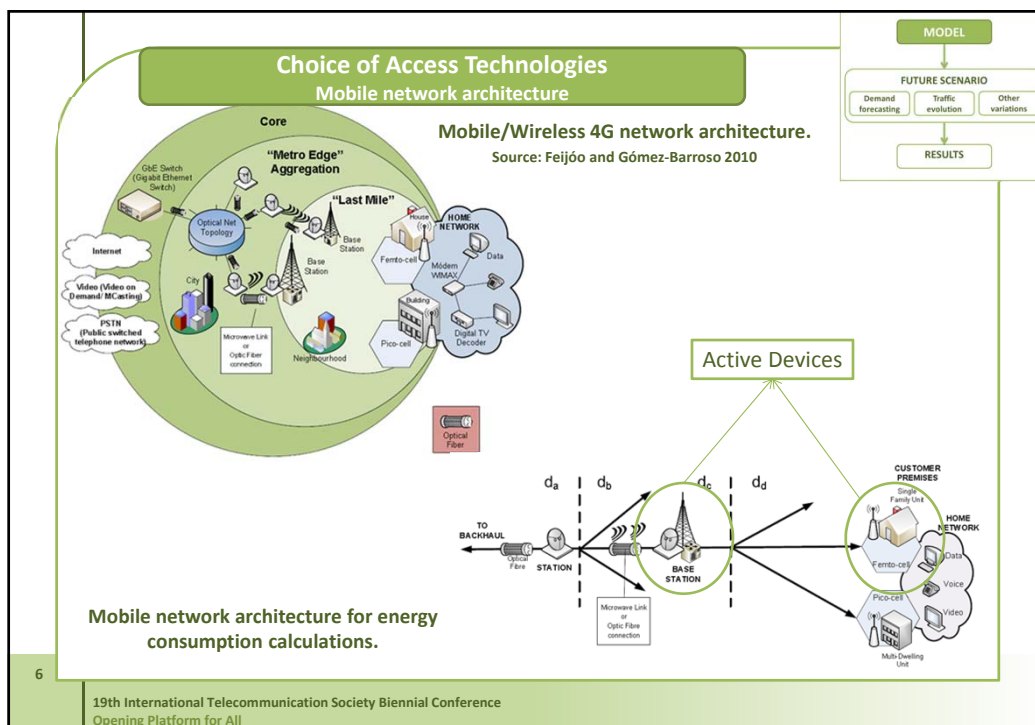 MODEL
FUTURE SCENARIO
Demand
forecasting
Traffic
evolution
Other
variations
RESULTS
Choice of Access Technologies
Mobile network architecture
Mobile/Wireless 4G network architecture.
Source: Feijóo and Gómez-Barroso 2010
Core
"Metro Edge"
Aggregation
"Last Mile"
GbE Switch
(Gigabit Ethernet
Switch)
Optical Net
Topology
Internet
Video (Video on
Demand/ MCasting)
PSTN
(Public switched
telephone network)
City
Base
Station
Base
Station
Microwave Link
or
Optic Fiber
connection
Neighbourhood
House
Femto-cell
Building
Pico-cell
HOME
NETWORK
Data
Módem
WIMAX
Digital TV
Decoder
Optical
Fiber
Active Devices
da
db
dc
dd
TO
BACKHAUL
Optical
Fibre
STATION
BASE
STATION
Microwave Link
or
Optic Fibre
connection
CUSTOMER
PREMISES
Single
Family Unit
HOME
NETWORK
Femto-cell
Data
Voice
Video
Pico-cell
Multi-Dwelling
Unit
Mobile network architecture for energy
consumption calculations.
6
19th International Telecommunication Society Biennial Conference
Opening Platform for All